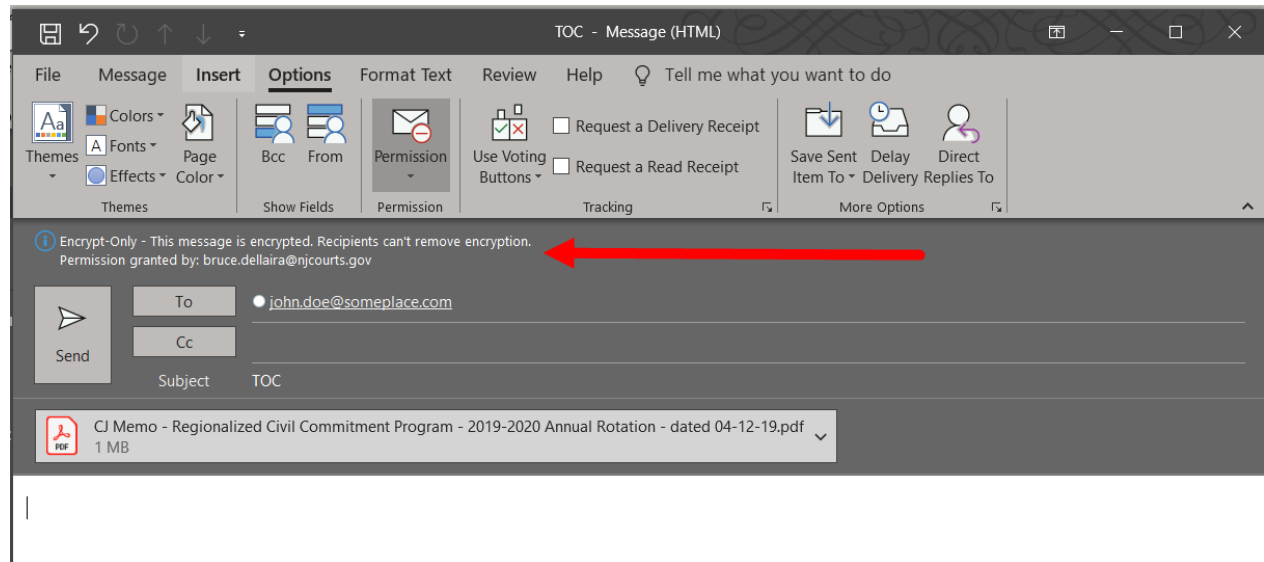 TOC - Message (HTML)
File Message Insert Options Format Text Review Help Tell me what you want to do
Aa Themes
Colors
A Fonts
Effects
Page Color
Themes
Bcc From
Show Fields
Permission
Permission
Use Voting Buttons
Request a Delivery Receipt
Request a Read Receipt
Tracking
Save Sent Item To
Delay Delivery
Direct Replies To
More Options
Encrypt-Only - This message is encrypted. Recipients can't remove encryption.
Permission granted by: bruce.dellaira@njcourts.gov
Send
To john.doe@someplace.com
Cc
Subject TOC
PDF
CJ Memo - Regionalized Civil Commitment Program - 2019-2020 Annual Rotation - dated 04-12-19.pdf
1 MB